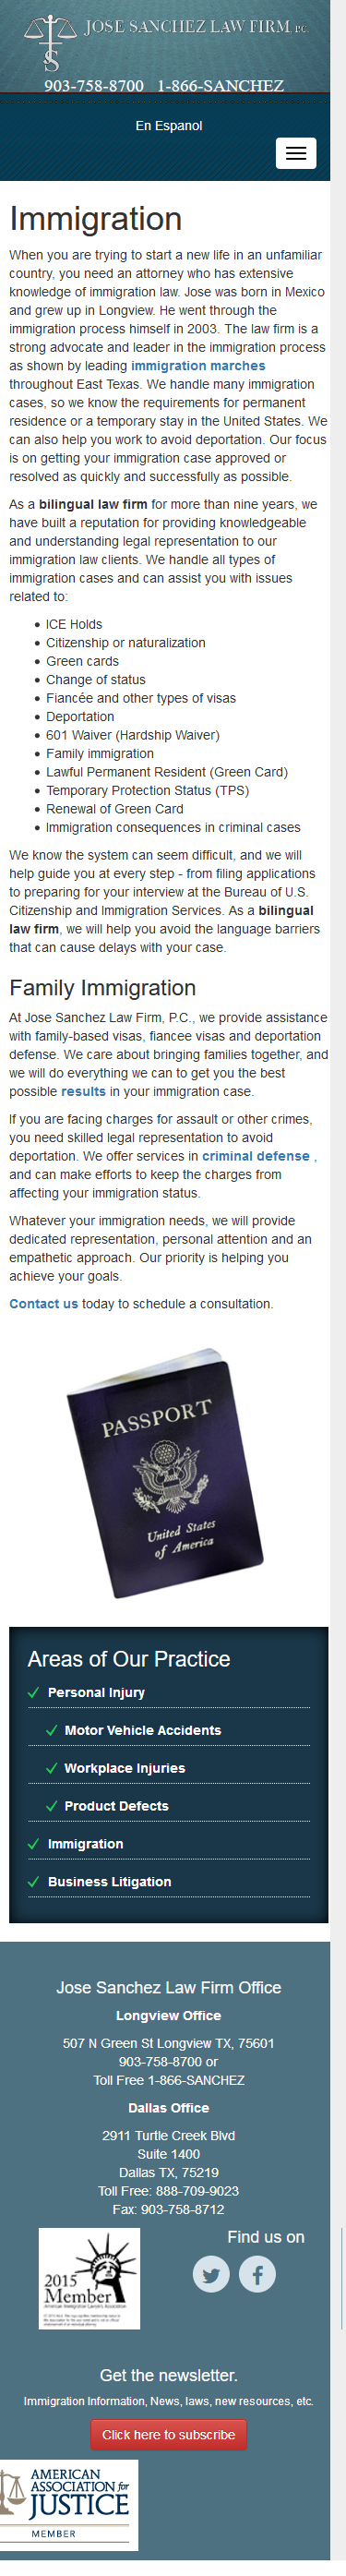 JOSE SANCHEZ LAW FIRM P.C.
903-758-8700 1-866-SANCHEZ
En Espanol
Immigration
When you are trying to start a new life in an unfamiliar
country, you need an attorney who has extensive
knowledge of immigration law. Jose was born in Mexico
and grew up in Longview. He went through the
immigration process himself in 2003. The law firm is a
strong advocate and leader in the immigration process
as shown by leading immigration marches
throughout East Texas. We handle many immigration
cases, so we know the requirements for permanent
residence or a temporary stay in the United States. We
can also help you work to avoid deportation. Our focus
is on getting your immigration case approved or
resolved as quickly and successfully as possible.
As a bilingual law firm for more than nine years, we
have built a reputation for providing knowledgeable
and understanding legal representation to our
immigration law clients. We handle all types of
immigration cases and can assist you with issues
related to:
• ICE Holds
• Citizenship or naturalization
• Green cards
• Change of status
• Fiancée and other types of visas
• Deportation
• 601 Waiver (Hardship Waiver)
• Family immigration
• Lawful Permanent Resident (Green Card)
• Temporary Protection Status (TPS)
• Renewal of Green Card
• Immigration consequences in criminal cases
We know the system can seem difficult, and we will
help guide you at every step - from filing applications
to preparing for your interview at the Bureau of U.S.
Citizenship and Immigration Services. As a bilingual
law firm, we will help you avoid the language barriers
that can cause delays with your case.
Family Immigration
At Jose Sanchez Law Firm, P.C., we provide assistance
with family-based visas, fiancee visas and deportation
defense. We care about bringing families together, and
we will do everything we can to get you the best
possible results in your immigration case.
If you are facing charges for assault or other crimes,
you need skilled legal representation to avoid
deportation. We offer services in criminal defense ,
and can make efforts to keep the charges from
affecting your immigration status.
Whatever your immigration needs, we will provide
dedicated representation, personal attention and an
empathetic approach. Our priority is helping you
achieve your goals.
Contact us today to schedule a consultation.
PASSPORT
United States
of America
Areas of Our Practice
Personal Injury
Motor Vehicle Accidents
Workplace Injuries
Product Defects
Immigration
Business Litigation
Jose Sanchez Law Firm Office
Longview Office
507 N Green St Longview TX, 75601
903-758-8700 or
Toll Free 1-866-SANCHEZ
Dallas Office
2911 Turtle Creek Blvd
Suite 1400
Dallas TX, 75219
Toll Free: 888-709-9023
Fax: 903-758-8712
Find us on
2015
Member
American Immigration Lawyers Association
Get the newsletter.
Immigration Information, News, laws, new resources, etc.
Click here to subscribe
AMERICAN
ASSOCIATION for
JUSTICE
MEMBER